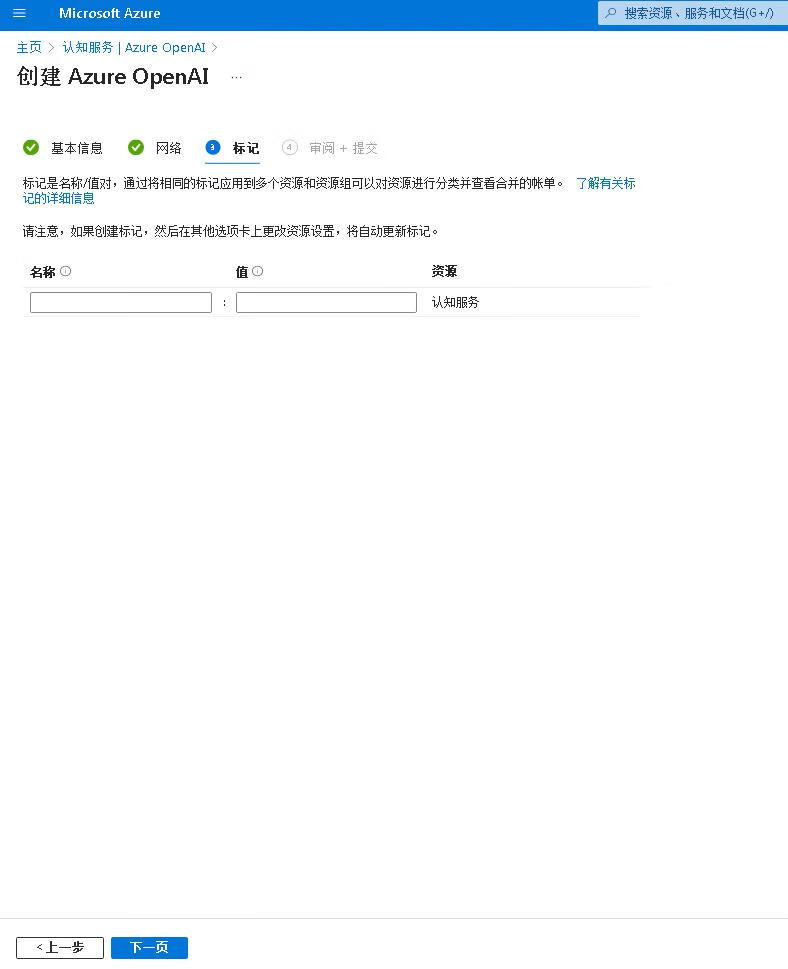 Microsoft Azure
搜索资源、服务和文档(G+/)
主页 > 认知服务 | Azure OpenAI >
创建 Azure OpenAI ...
基本信息 网络 3 标记 4 审阅 + 提交
标记是名称/值对，通过将相同的标记应用到多个资源和资源组可以对资源进行分类并查看合并的帐单。 了解有关标
记的详细信息
请注意，如果创建标记，然后在其他选项卡上更改资源设置，将自动更新标记。
名称 值 资源
: 认知服务
<上一步 下一页